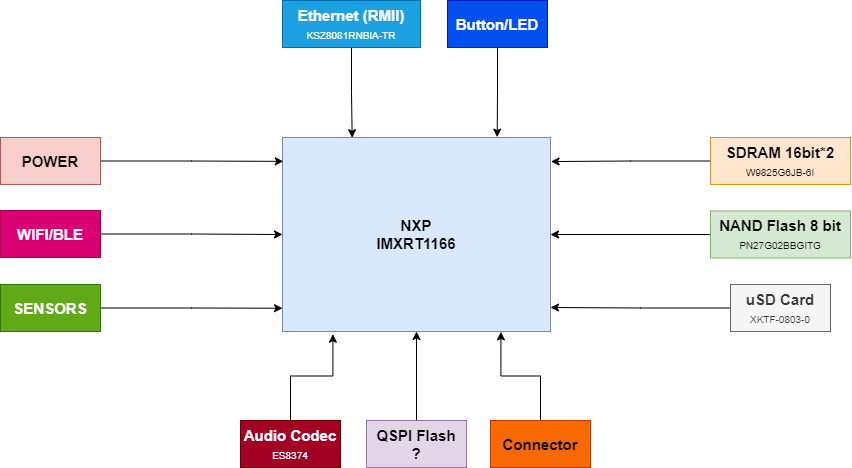 Ethernet (RMII)
KSZ8081RNBIA-TR
Button/LED
POWER
SDRAM 16bit*2
W9825G6JB-6I
NXP
IMXRT1166
WIFI/BLE
NAND Flash 8 bit
PN27G02BBGITG
SENSORS
uSD Card
XKTF-0803-0
Audio Codec
ES8374
QSPI Flash
?
Connector